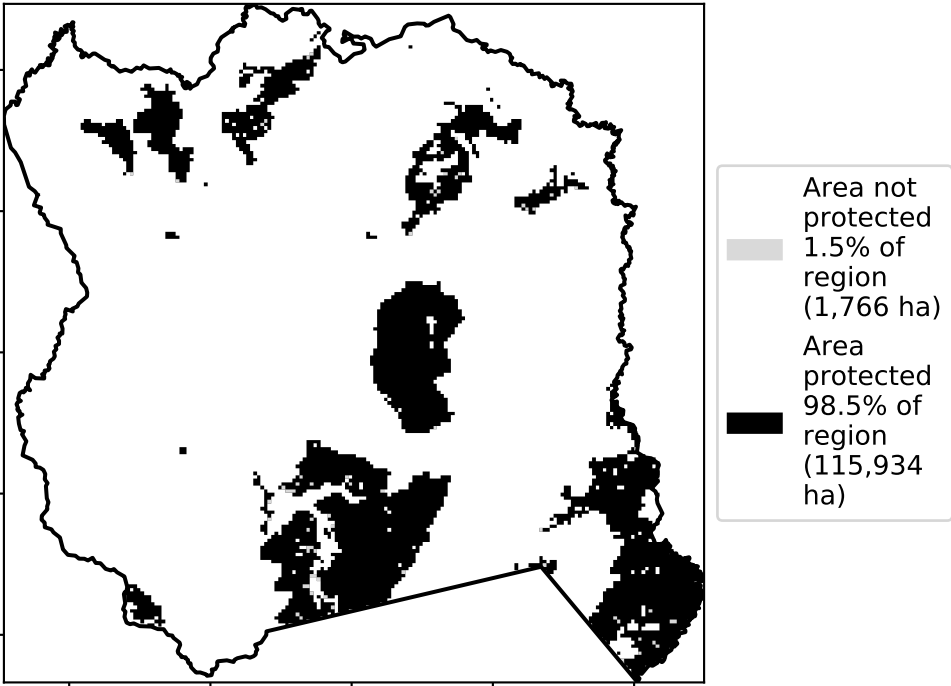 Area not
protected
1.5% of
region
(1,766 ha)
Area
protected
98.5% of
region
(115,934
ha)